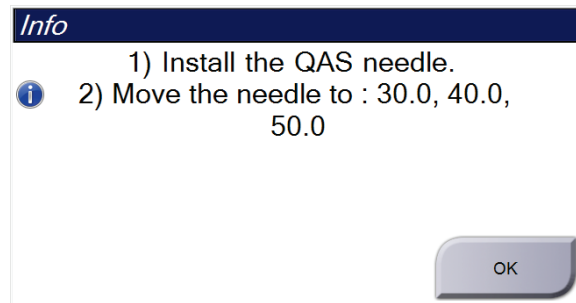 Info
1) Install the QAS needle.
2) Move the needle to : 30.0, 40.0,
50.0
OK